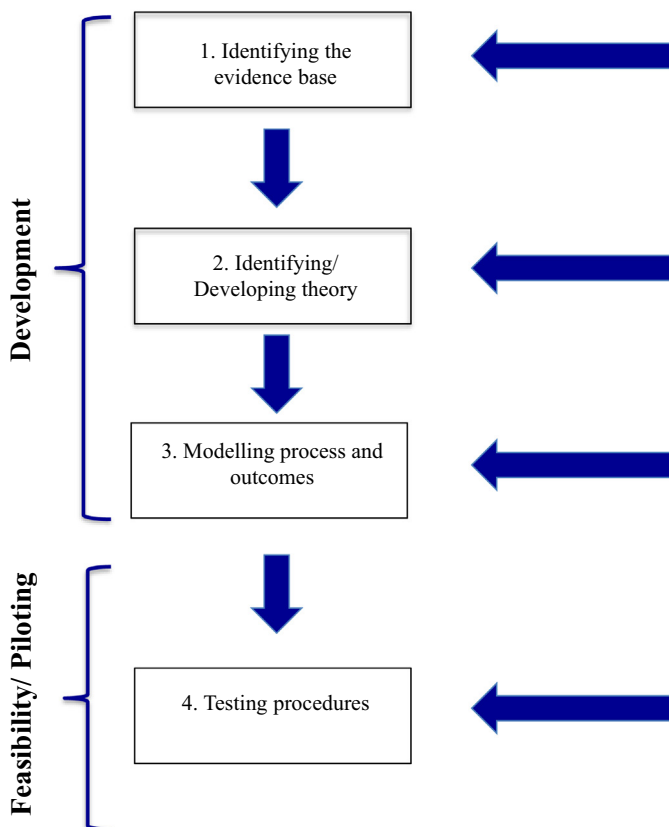 Development
1. Identifying the
evidence base
2. Identifying/
Developing theory
3. Modelling process and
outcomes
Feasibility/ Piloting
4. Testing procedures